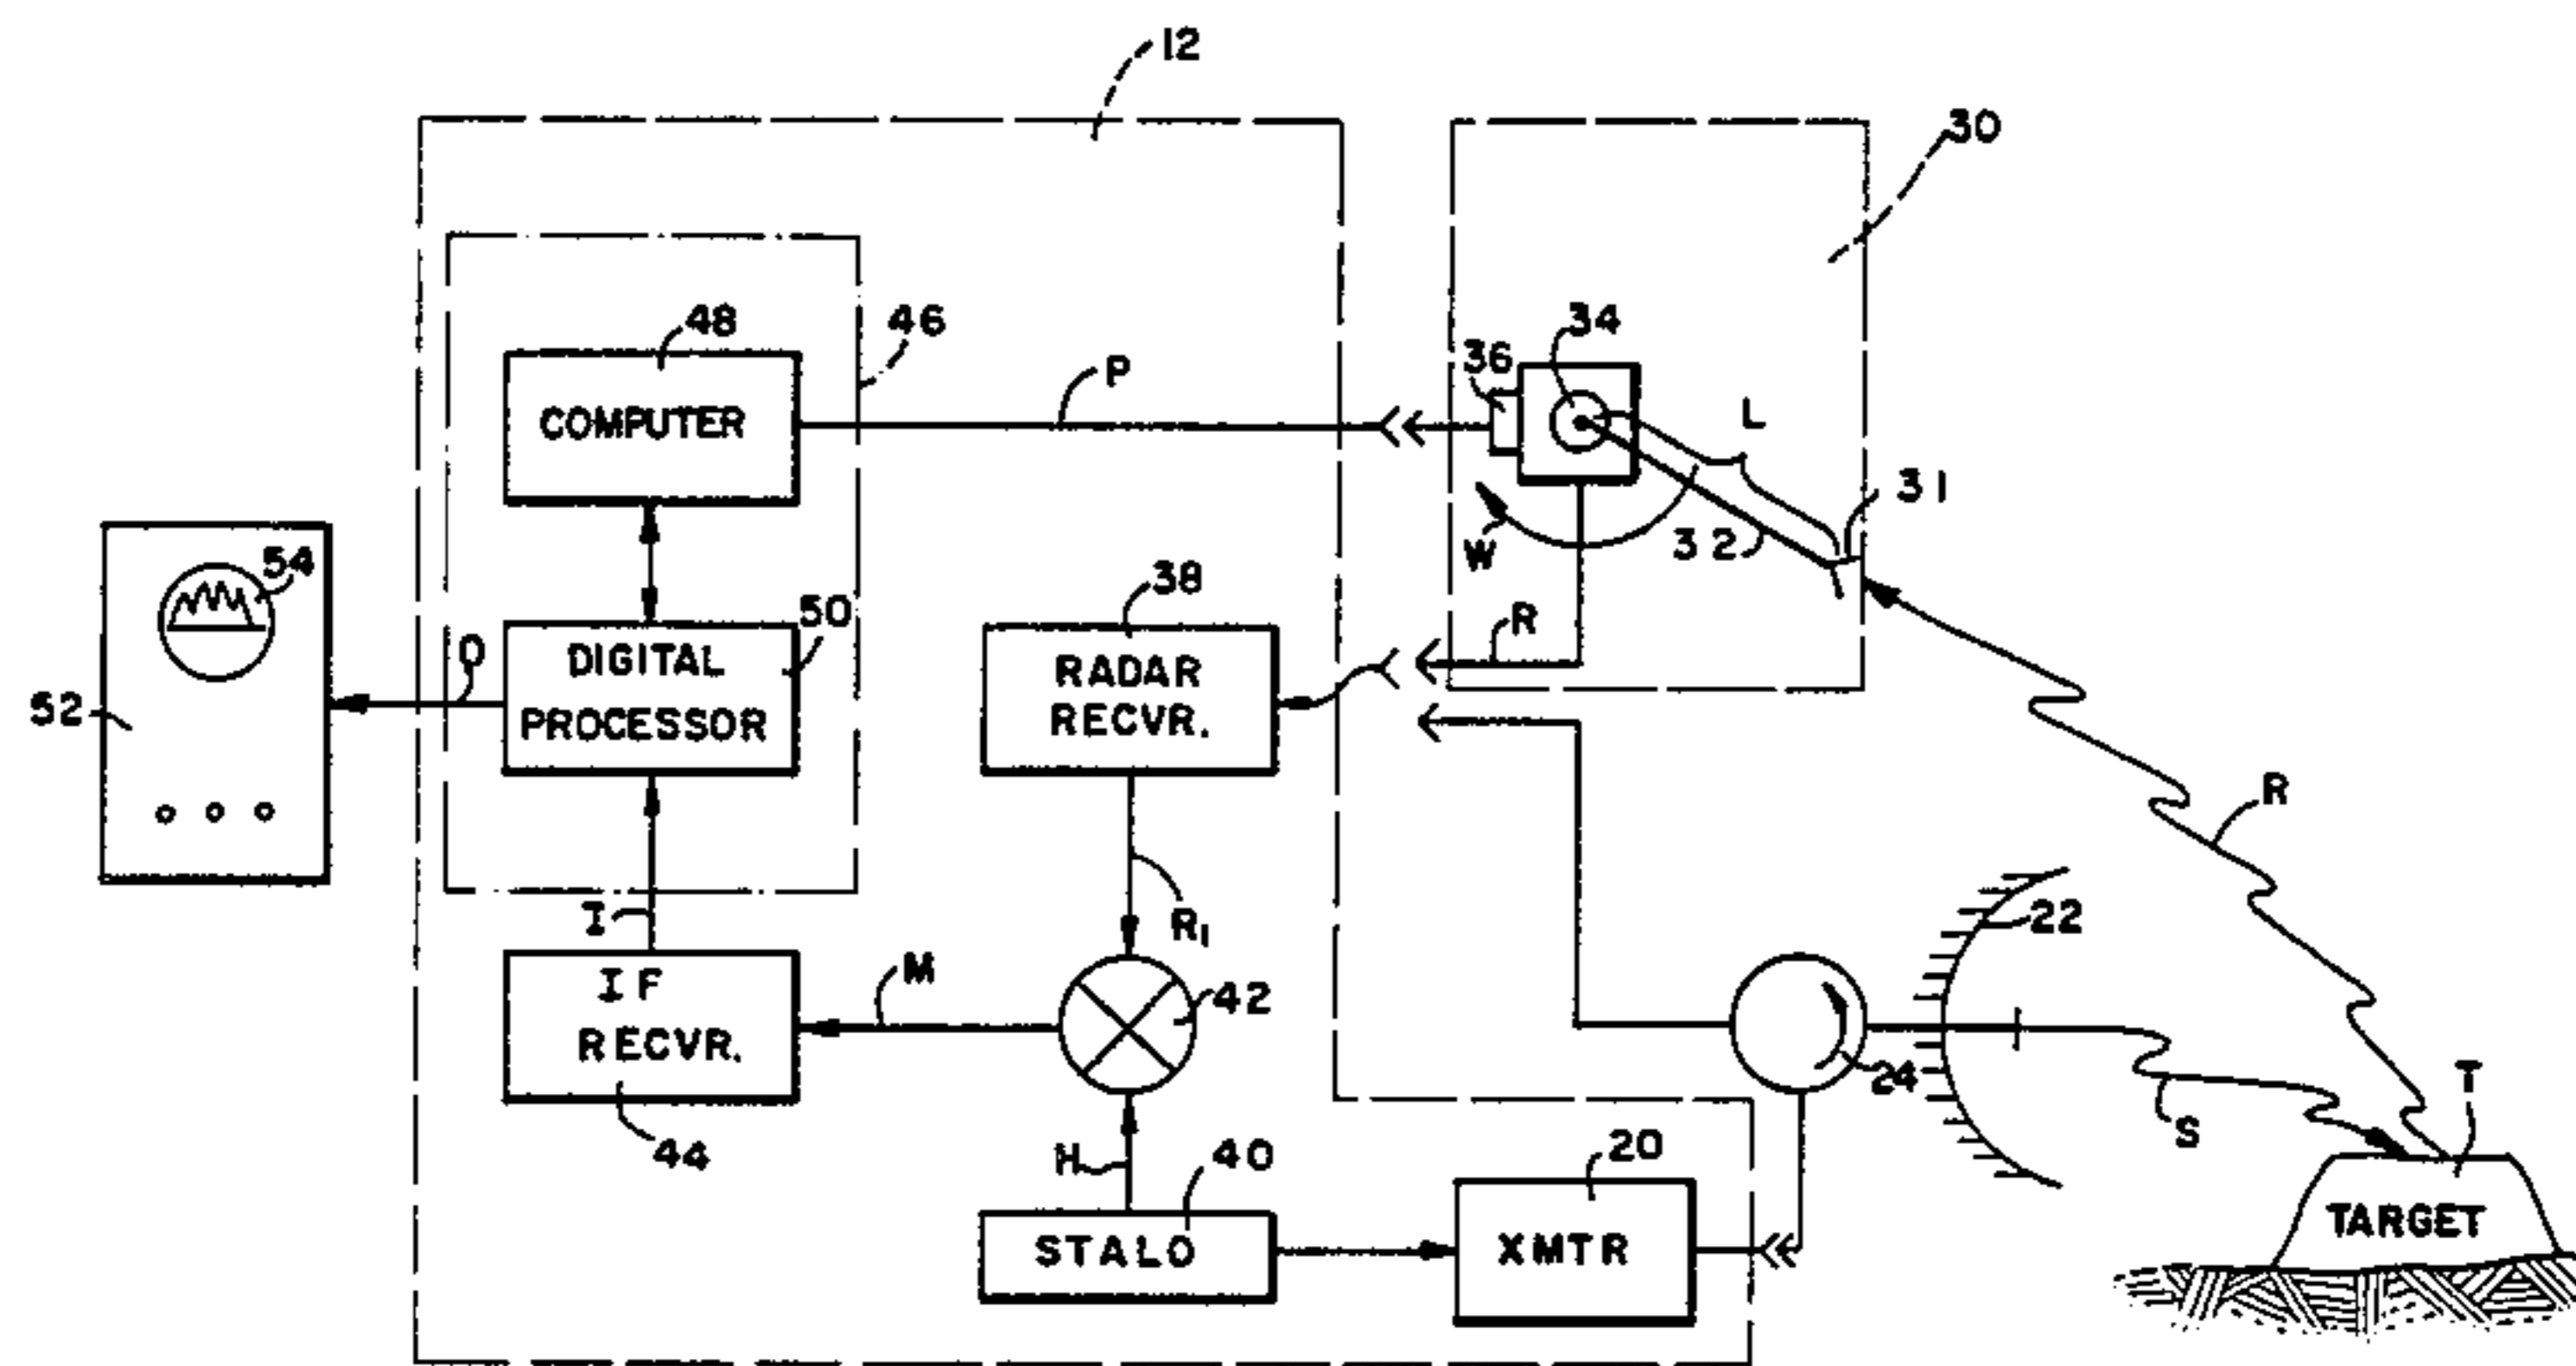 12
30
48
46
COMPUTER
P
36
34
L
31
W
32
54
52
O
DIGITAL
PROCESSOR
50
38
RADAR
RECVR.
R
R
22
I
R1
M
42
IF
RECVR.
44
24
S
T
H
40
STALO
20
XMTR
TARGET